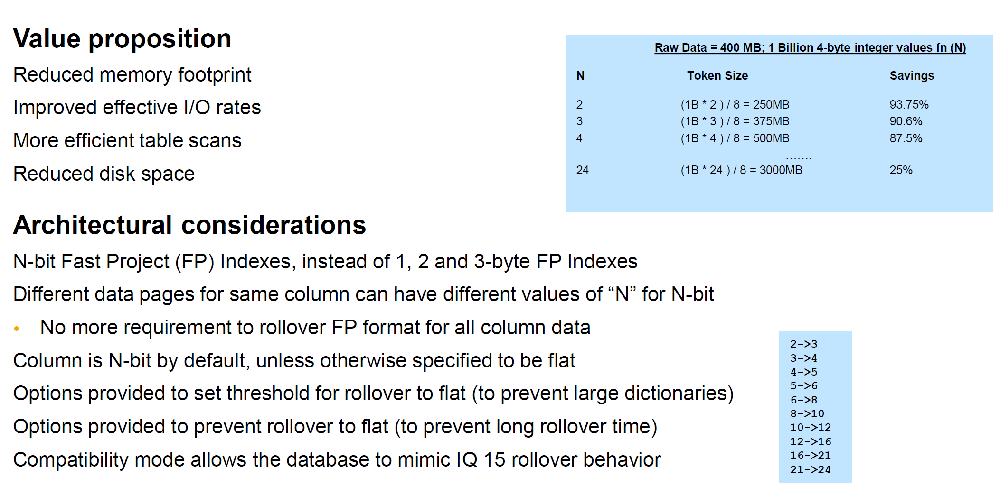 Value proposition
Reduced memory footprint
Improved effective I/O rates
More efficient table scans
Reduced disk space
Raw Data = 400 MB; 1 Billion 4-byte integer values fn (N)
N Token Size Savings
2 (1B * 2 ) / 8 = 250MB 93.75%
3 (1B * 3 ) / 8 = 375MB 90.6%
4 (1B * 4 ) / 8 = 500MB 87.5%
.......
24 (1B * 24 ) / 8 = 3000MB 25%
Architectural considerations
N-bit Fast Project (FP) Indexes, instead of 1, 2 and 3-byte FP Indexes
Different data pages for same column can have different values of “N” for N-bit
• No more requirement to rollover FP format for all column data
Column is N-bit by default, unless otherwise specified to be flat
Options provided to set threshold for rollover to flat (to prevent large dictionaries)
Options provided to prevent rollover to flat (to prevent long rollover time)
Compatibility mode allows the database to mimic IQ 15 rollover behavior
2->3
3->4
4->5
5->6
6->8
8->10
10->12
12->16
16->21
21->24